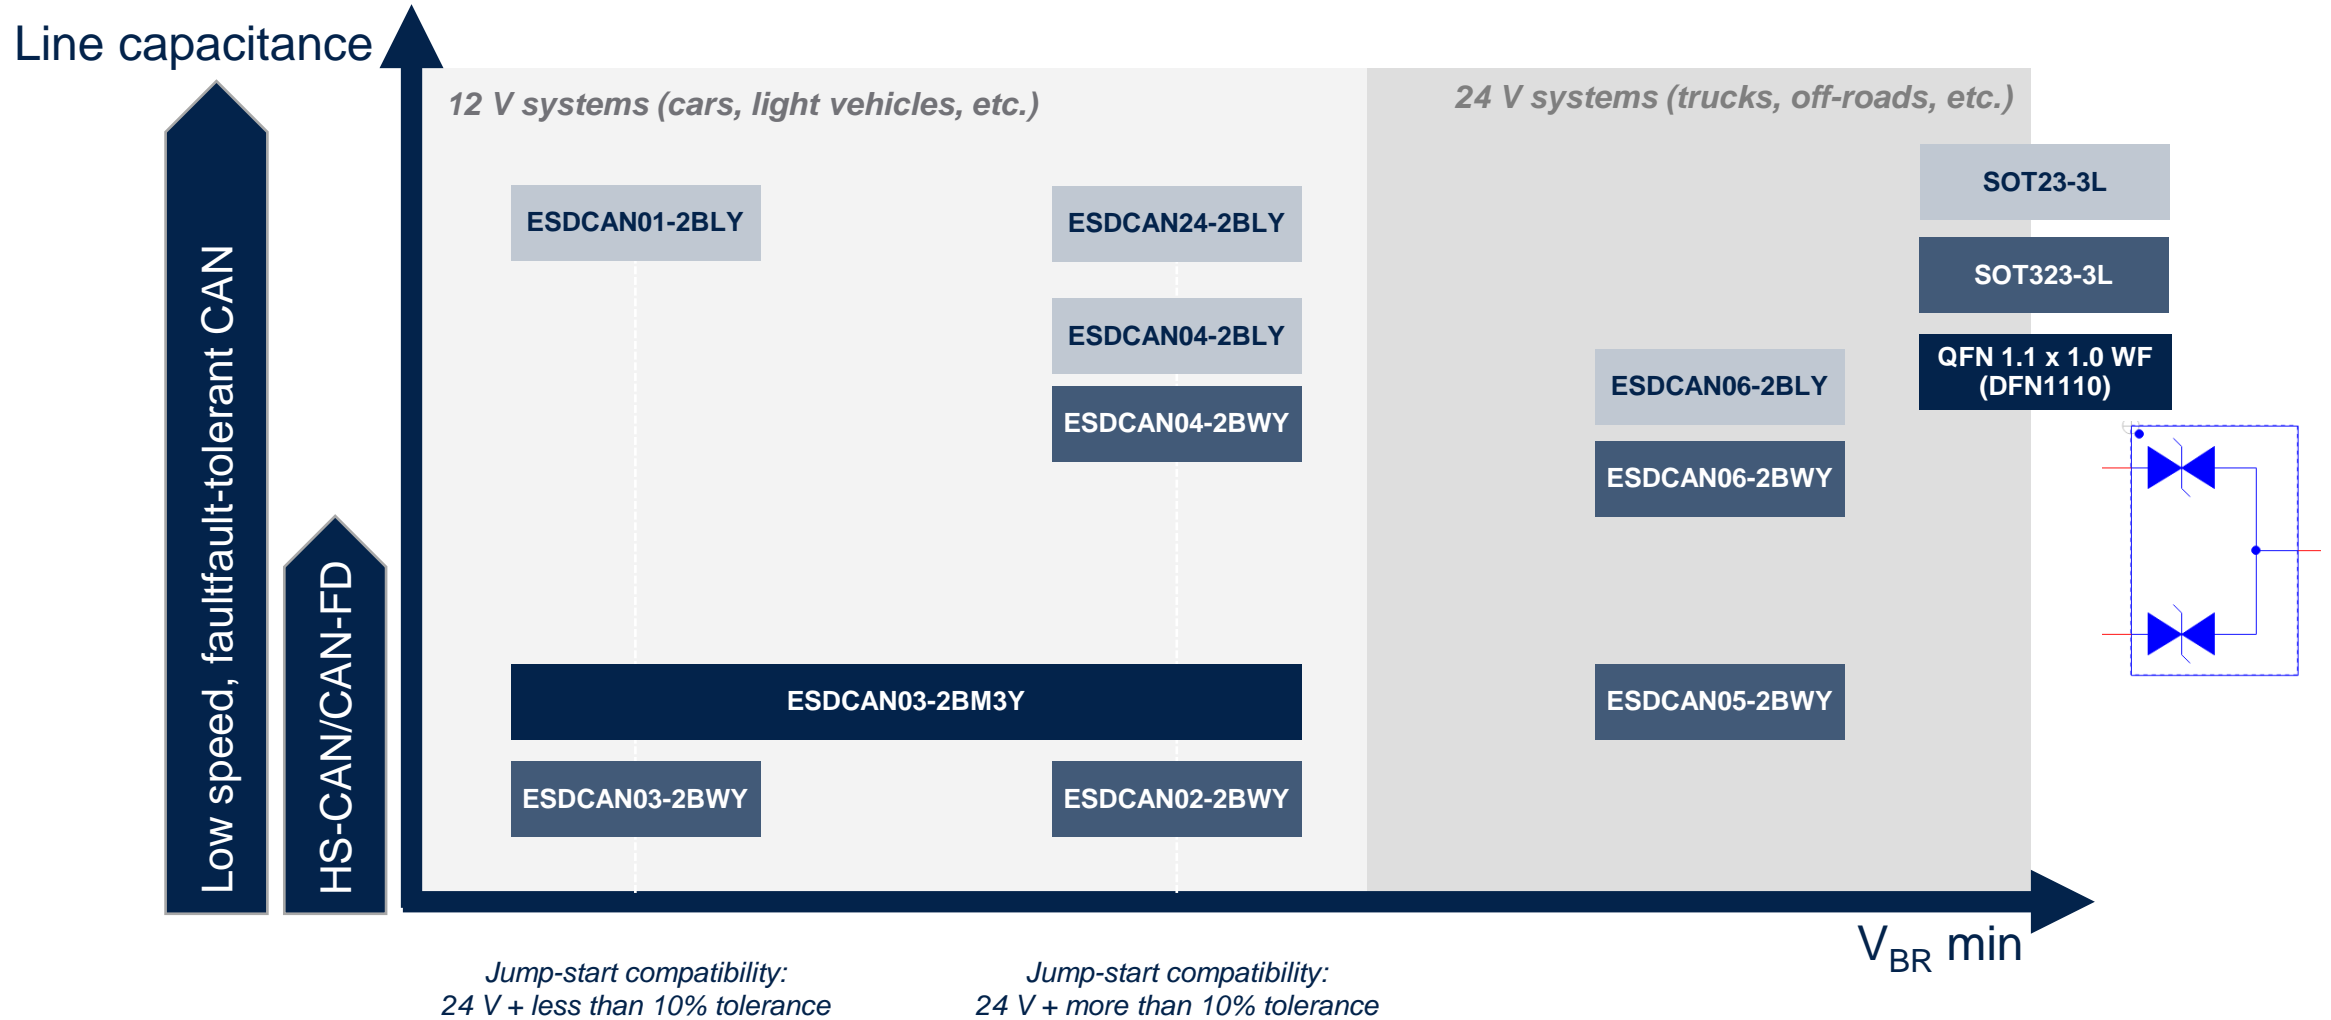 Line capacitance
12 V systems (cars, light vehicles, etc.)
24 V systems (trucks, off-roads, etc.)
Low speed, faultfault-tolerant CAN
HS-CAN/CAN-FD
ESDCAN01-2BLY
ESDCAN24-2BLY
SOT23-3L
SOT323-3L
ESDCAN04-2BLY
QFN 1.1 x 1.0 WF
(DFN1110)
ESDCAN06-2BLY
ESDCAN04-2BWY
ESDCAN06-2BWY
ESDCAN03-2BM3Y
ESDCAN05-2BWY
ESDCAN03-2BWY
ESDCAN02-2BWY
VBR min
Jump-start compatibility:
24 V + less than 10% tolerance
Jump-start compatibility:
24 V + more than 10% tolerance